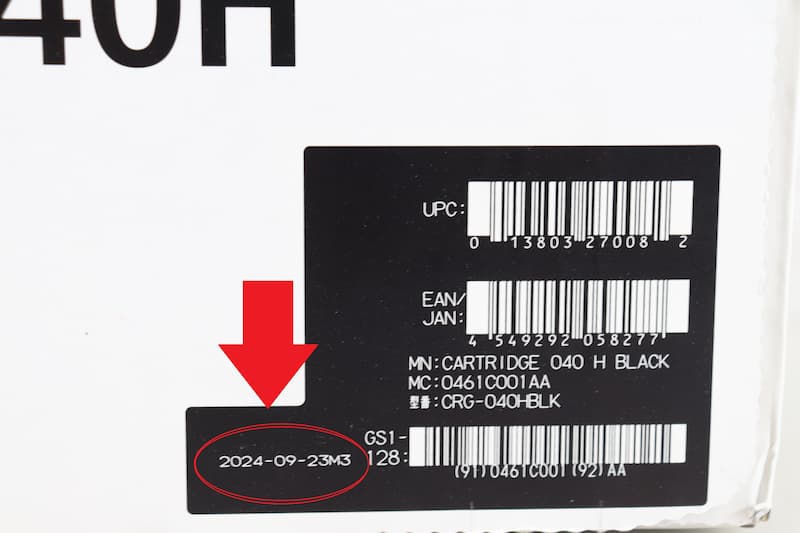 40H
UPC:
0 13803 27008 2
EAN/
JAN:
4 549292 058277
MN:CARTRIDGE 040 H BLACK
MC:0461C001AA
型番:CRG-040HBLK
GS1-
128:
(91)0461C001(92)AA
2024-09-23M3